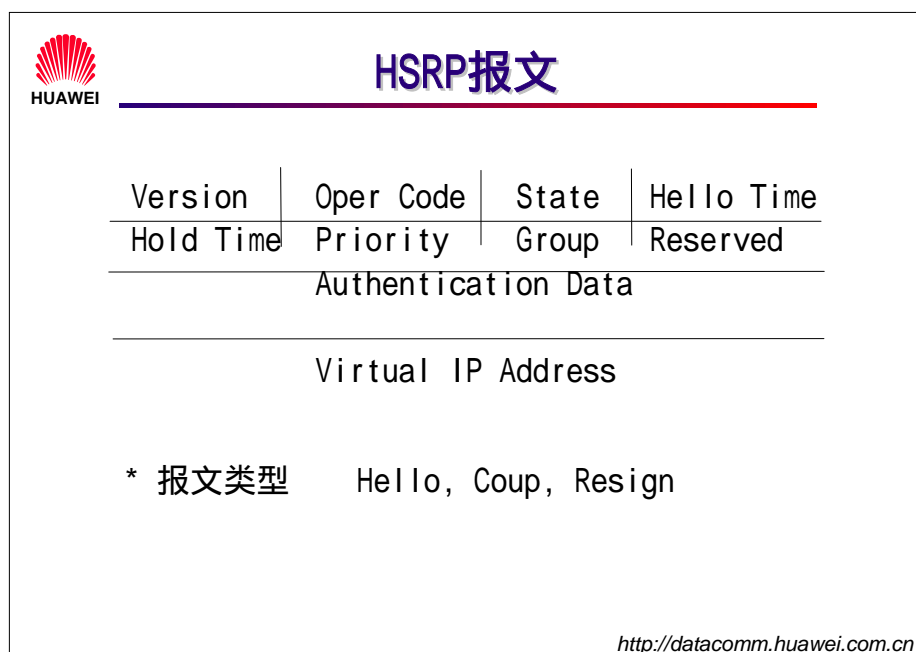 HUAWEI
HSRP报文
Version Oper Code State Hello Time
Hold Time Priority Group Reserved
Authentication Data
Virtual IP Address
* 报文类型 Hello, Coup, Resign
http://datacomm.huawei.com.cn